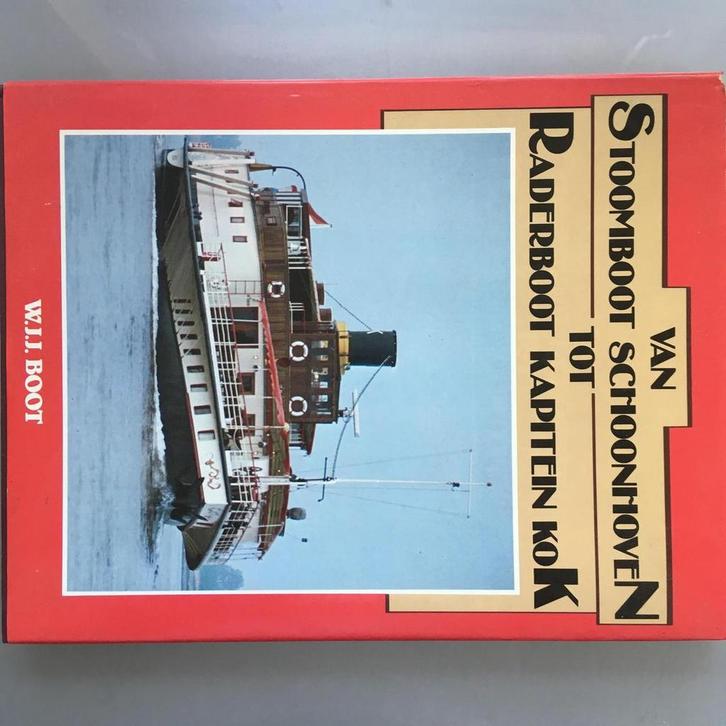 VAN
STOOMBOOT SCHOONHOVEN
TOT
RADERBOOT KAPITEIN KOK
W.J.J. BOOT